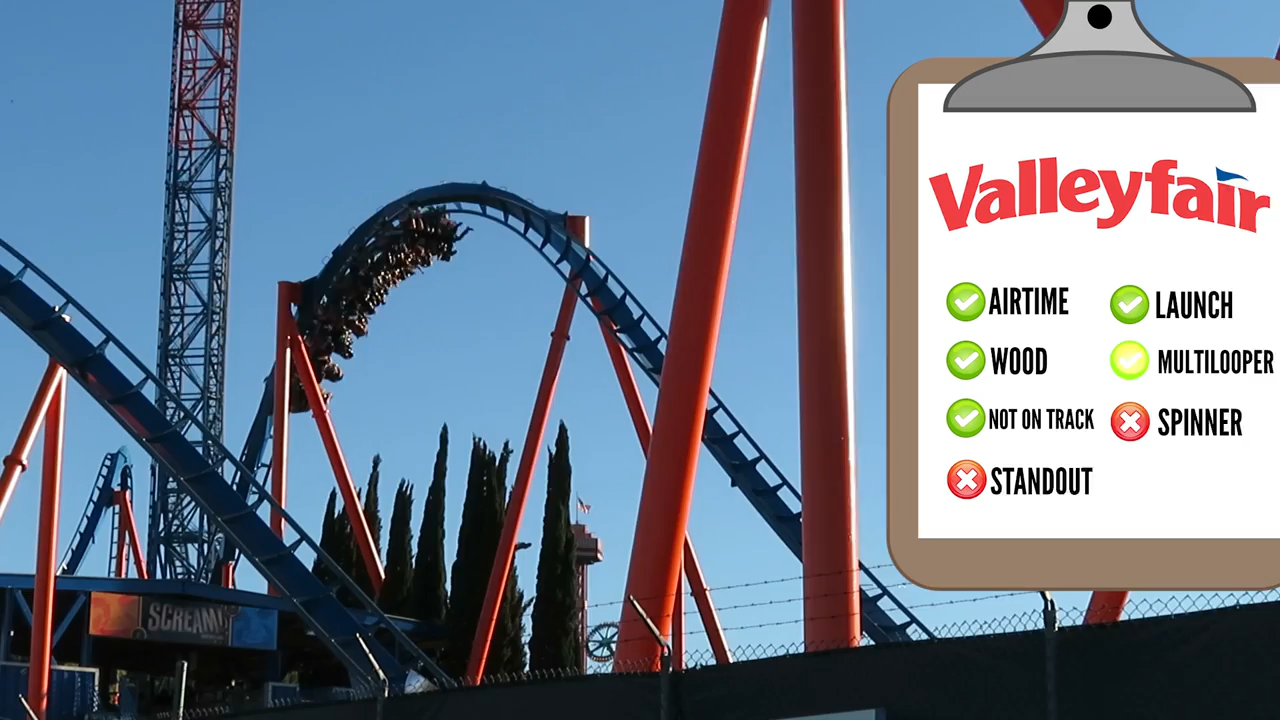 Valleyfair
AIRTIME
LAUNCH
WOOD
MULTILOOPER
NOT ON TRACK
SPINNER
STANDOUT
SCREAM!